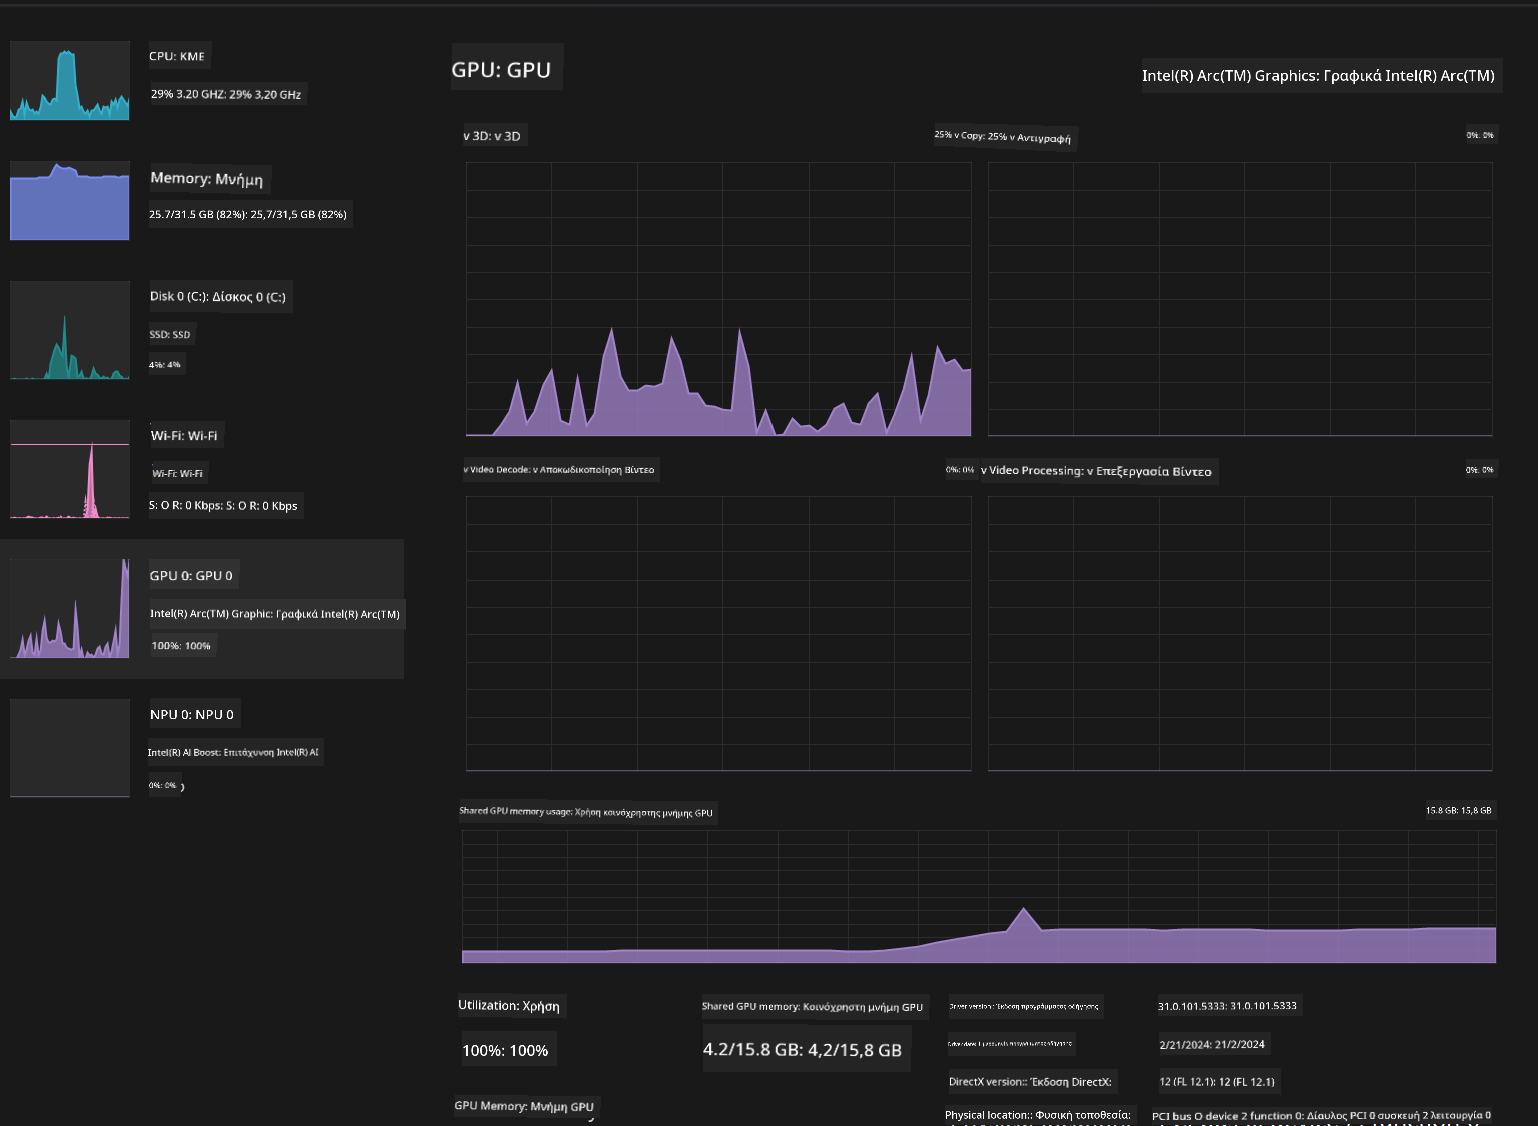 CPU: KME
29% 3.20 GHZ: 29% 3,20 GHz
Memory: Μνήμη
25.7/31.5 GB (82%): 25,7/31,5 GB (82%)
Disk 0 (C:): Δίσκος 0 (C:)
SSD: SSD
4%: 4%
Wi-Fi: Wi-Fi
Wi-Fi: Wi-Fi
S: O R: 0 Kbps: S: O R: 0 Kbps
GPU 0: GPU 0
Intel(R) Arc(TM) Graphic: Γραφικά Intel(R) Arc(TM)
100%: 100%
NPU 0: NPU 0
Intel(R) AI Boost: Επιτάχυνση Intel(R) AI
0%: 0%
GPU: GPU
Intel(R) Arc(TM) Graphics: Γραφικά Intel(R) Arc(TM)
v 3D: v 3D
25% v Copy: 25% v Αντιγραφή
0%: 0%
v Video Decode: v Αποκωδικοποίηση Βίντεο
0%: 0%
v Video Processing: v Επεξεργασία Βίντεο
0%: 0%
Shared GPU memory usage: Χρήση κοινόχρηστης μνήμης GPU
15.8 GB: 15,8 GB
Utilization: Χρήση
100%: 100%
GPU Memory: Μνήμη GPU
Shared GPU memory: Κοινόχρηστη μνήμη GPU
4.2/15.8 GB: 4,2/15,8 GB
Driver version:: Έκδοση προγράμματος οδήγησης
31.0.101.5333: 31.0.101.5333
2/21/2024: 21/2/2024
DirectX version:: Έκδοση DirectX:
12 (FL 12.1): 12 (FL 12.1)
Physical location:: Φυσική τοποθεσία:
PCI bus O device 2 function 0: Δίαυλος PCI 0 συσκευή 2 λειτουργία 0